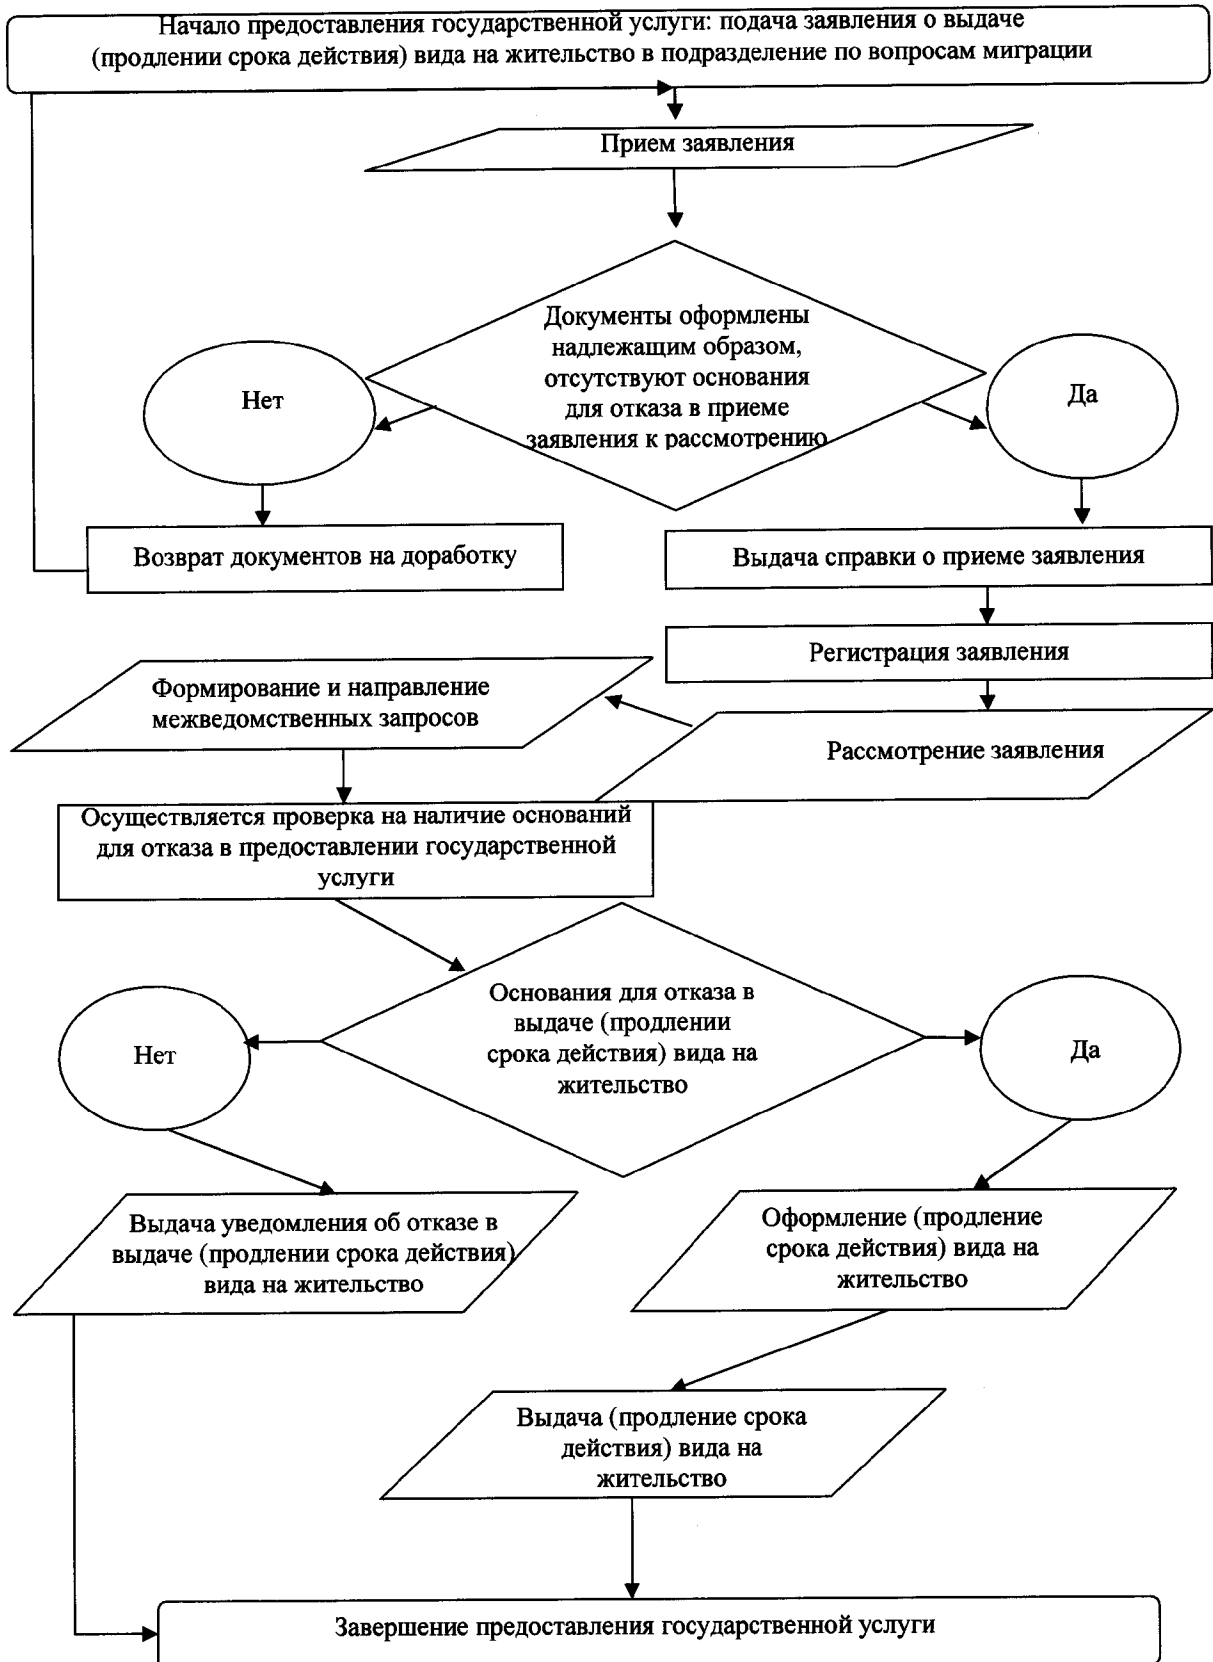 Начало предоставления государственной услуги: подача заявления о выдаче
(продлении срока действия) вида на жительство в подразделение по вопросам миграции
Прием заявления
Документы оформлены
надлежащим образом,
отсутствуют основания
для отказа в приеме
заявления к рассмотрению
Нет
Да
Возврат документов на доработку
Выдача справки о приеме заявления
Регистрация заявления
Формирование и направление
межведомственных запросов
Рассмотрение заявления
Осуществляется проверка на наличие оснований
для отказа в предоставлении государственной
услуги
Основания для отказа в
выдаче (продлении
срока действия) вида на
жительство
Нет
Да
Выдача уведомления об отказе в
выдаче (продлении срока действия)
вида на жительство
Оформление (продление
срока действия) вида на
жительство
Выдача (продление срока
действия) вида на
жительство
Завершение предоставления государственной услуги